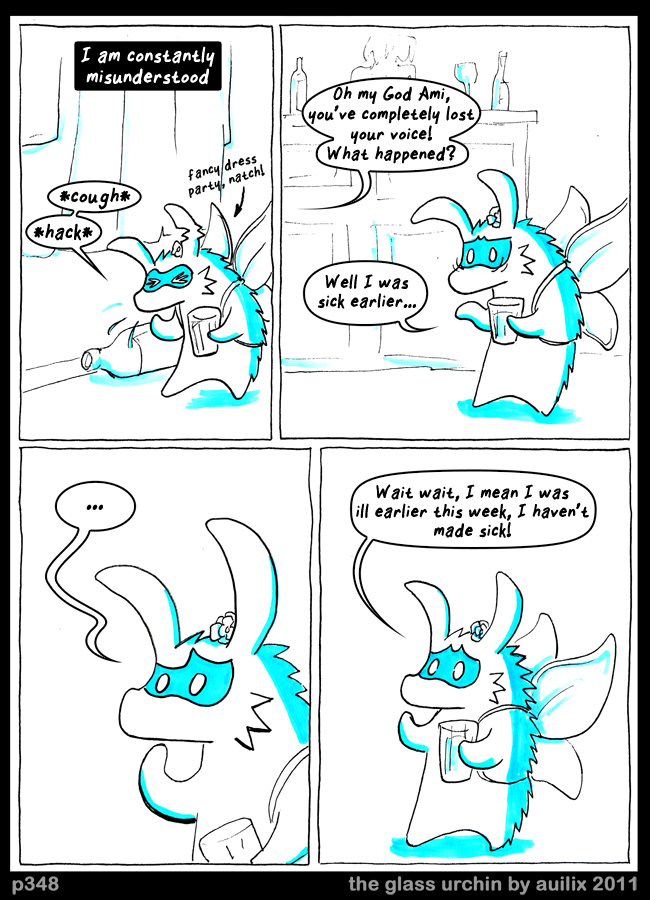 I am constantly
misunderstood
fancy dress
party, natch!
*cough*
*hack*
Oh my God Ami,
you've completely lost
your voice!
What happened?
Well I was
sick earlier...
...
Wait wait, I mean I was
ill earlier this week, I haven't
made sick!
p348
the glass urchin by auilix 2011